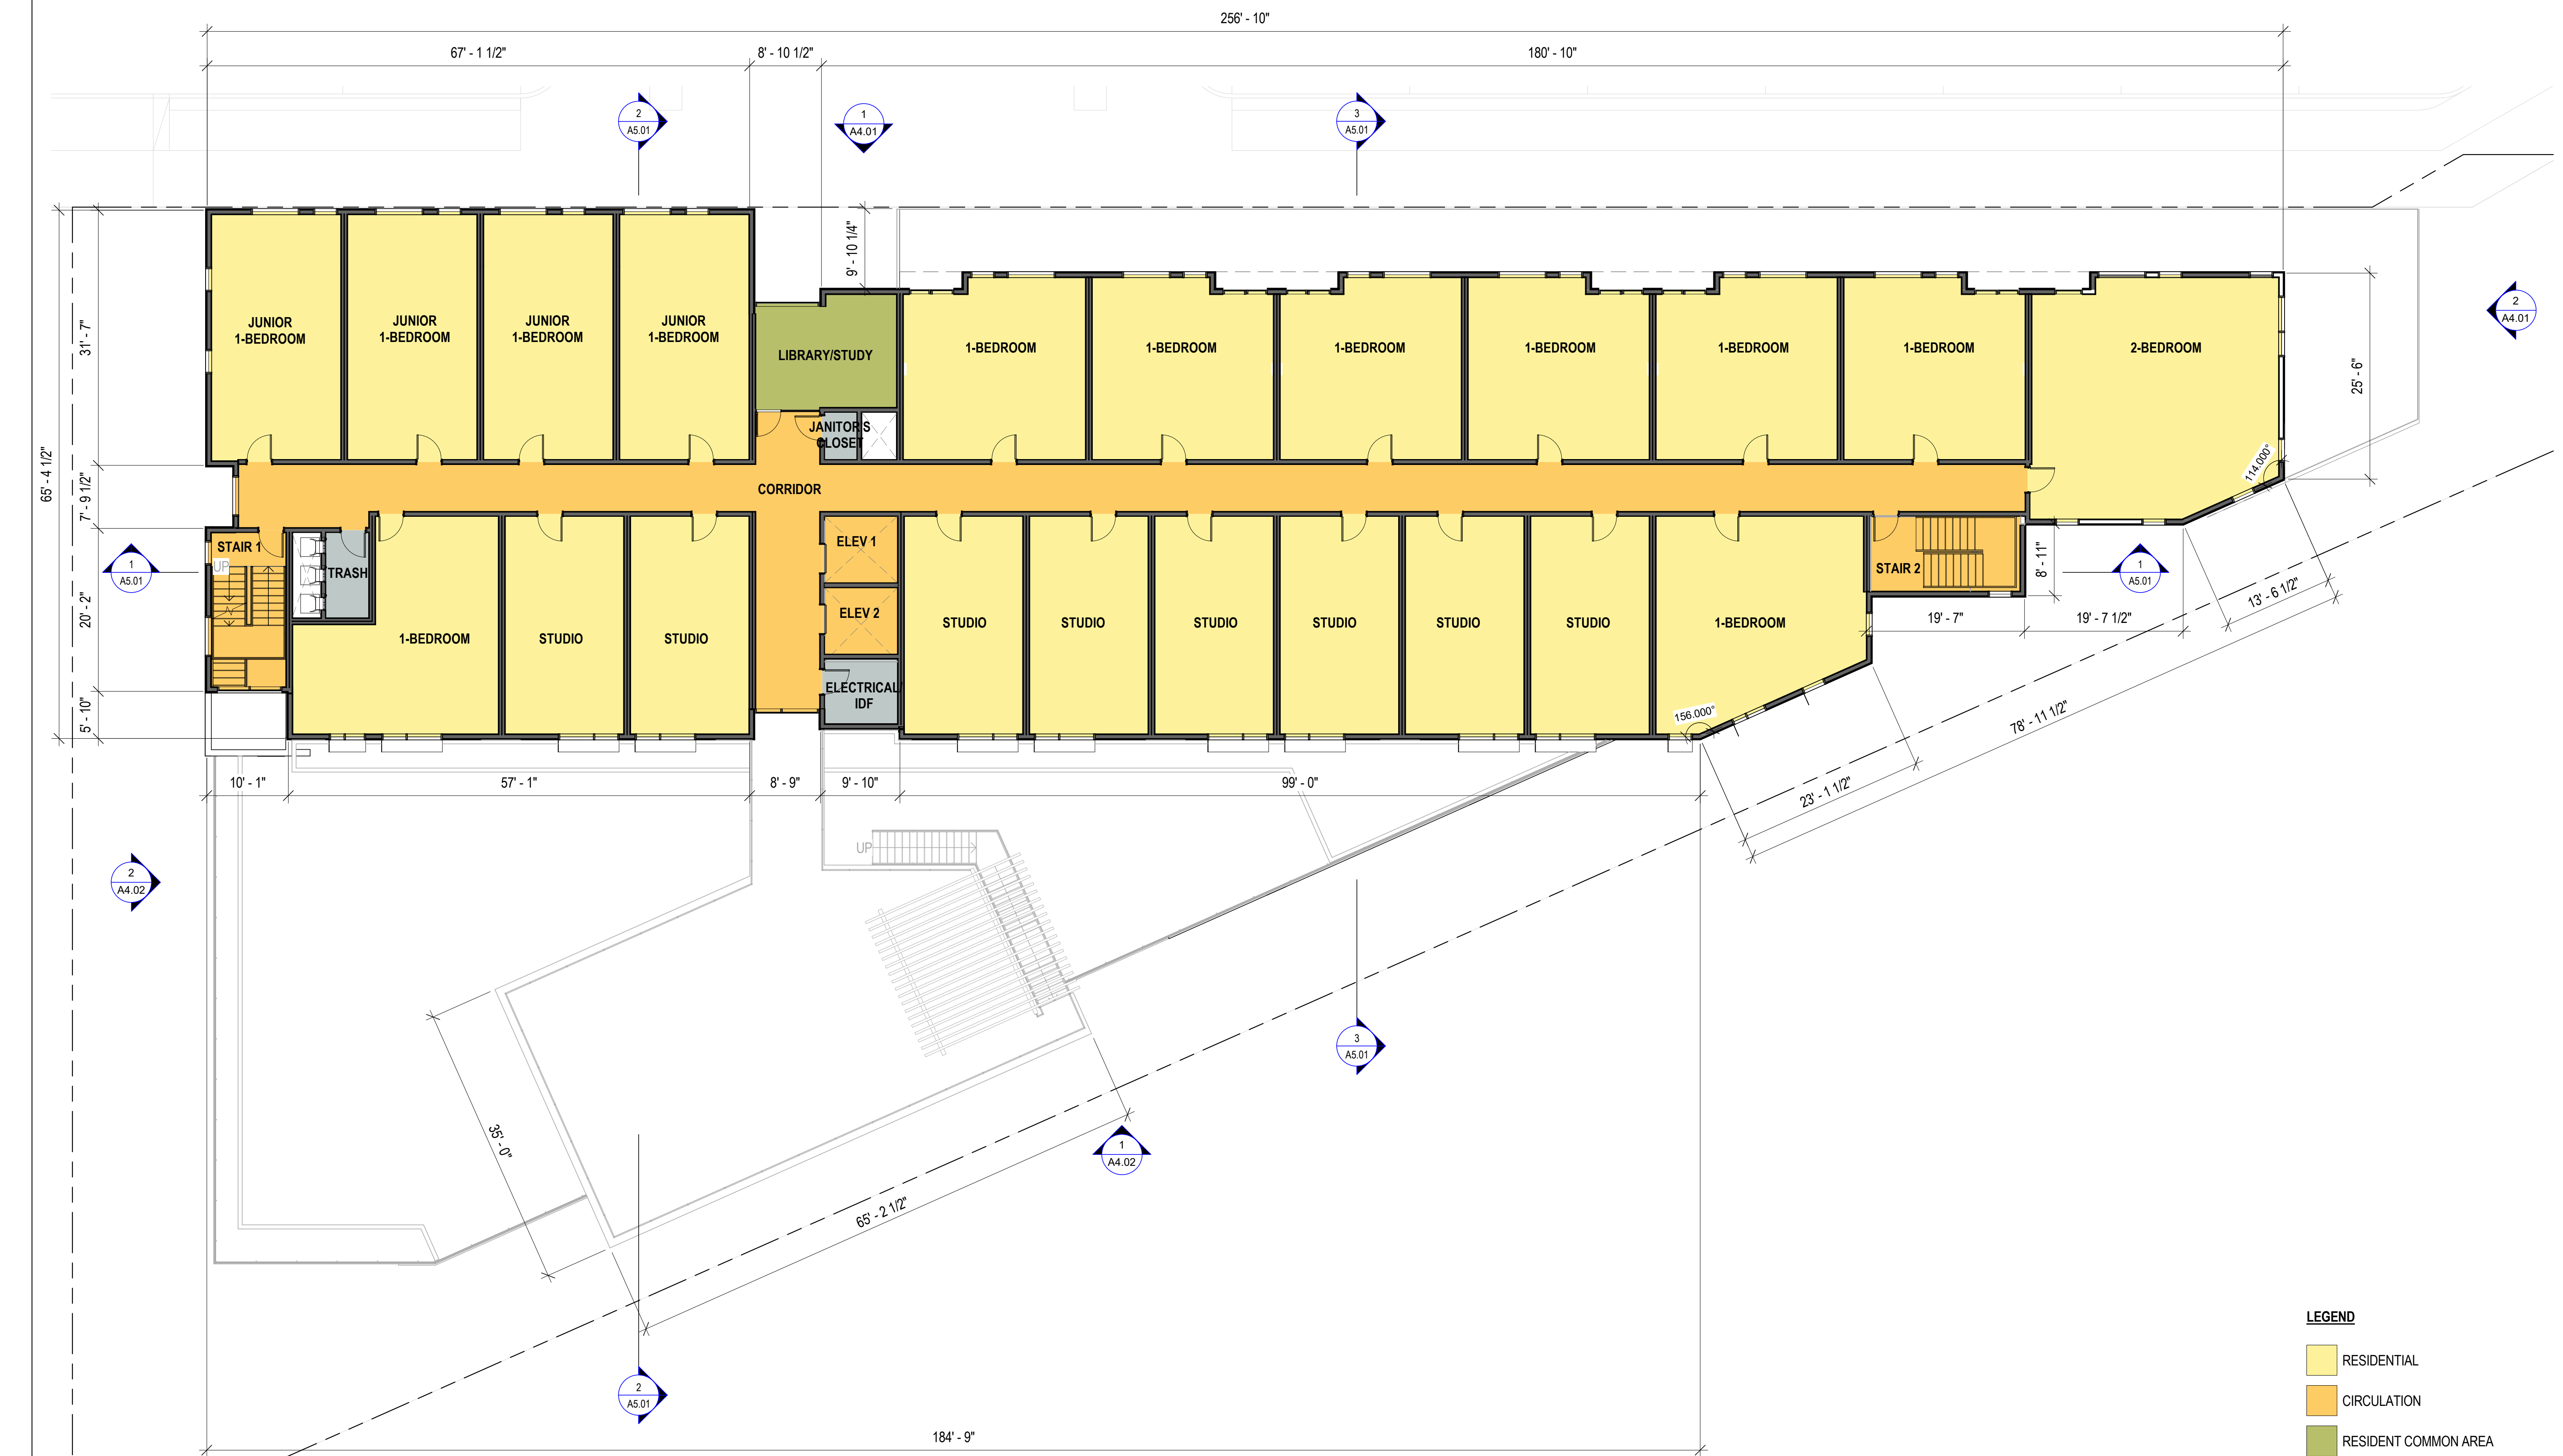 256' - 10"
67' - 1 1/2"
8' - 10 1/2"
180' - 10"
2
A5.01
1
A4.01
3
A5.01
9' - 10 1/4"
31' - 7"
65' - 4 1/2"
7' - 9 1/2"
20' - 2"
5' - 10"
JUNIOR
1-BEDROOM
JUNIOR
1-BEDROOM
JUNIOR
1-BEDROOM
JUNIOR
1-BEDROOM
LIBRARY/STUDY
1-BEDROOM
1-BEDROOM
1-BEDROOM
1-BEDROOM
1-BEDROOM
1-BEDROOM
2-BEDROOM
2
A4.01
25' - 6"
114.000°
JANITOR'S
CLOSET
CORRIDOR
STAIR 1
UP
TRASH
1
A5.01
ELEV 1
ELEV 2
ELECTRICAL/
IDF
1-BEDROOM
STUDIO
STUDIO
STUDIO
STUDIO
STUDIO
STUDIO
STUDIO
STUDIO
1-BEDROOM
156.000°
STAIR 2
8' - 11"
1
A5.01
19' - 7"
19' - 7 1/2"
13' - 6 1/2"
78' - 11 1/2"
23' - 1 1/2"
10' - 1"
57' - 1"
8' - 9"
9' - 10"
99' - 0"
UP
2
A4.02
35' - 0"
65' - 2 1/2"
3
A5.01
1
A4.02
2
A5.01
184' - 9"
LEGEND
RESIDENTIAL
CIRCULATION
RESIDENT COMMON AREA